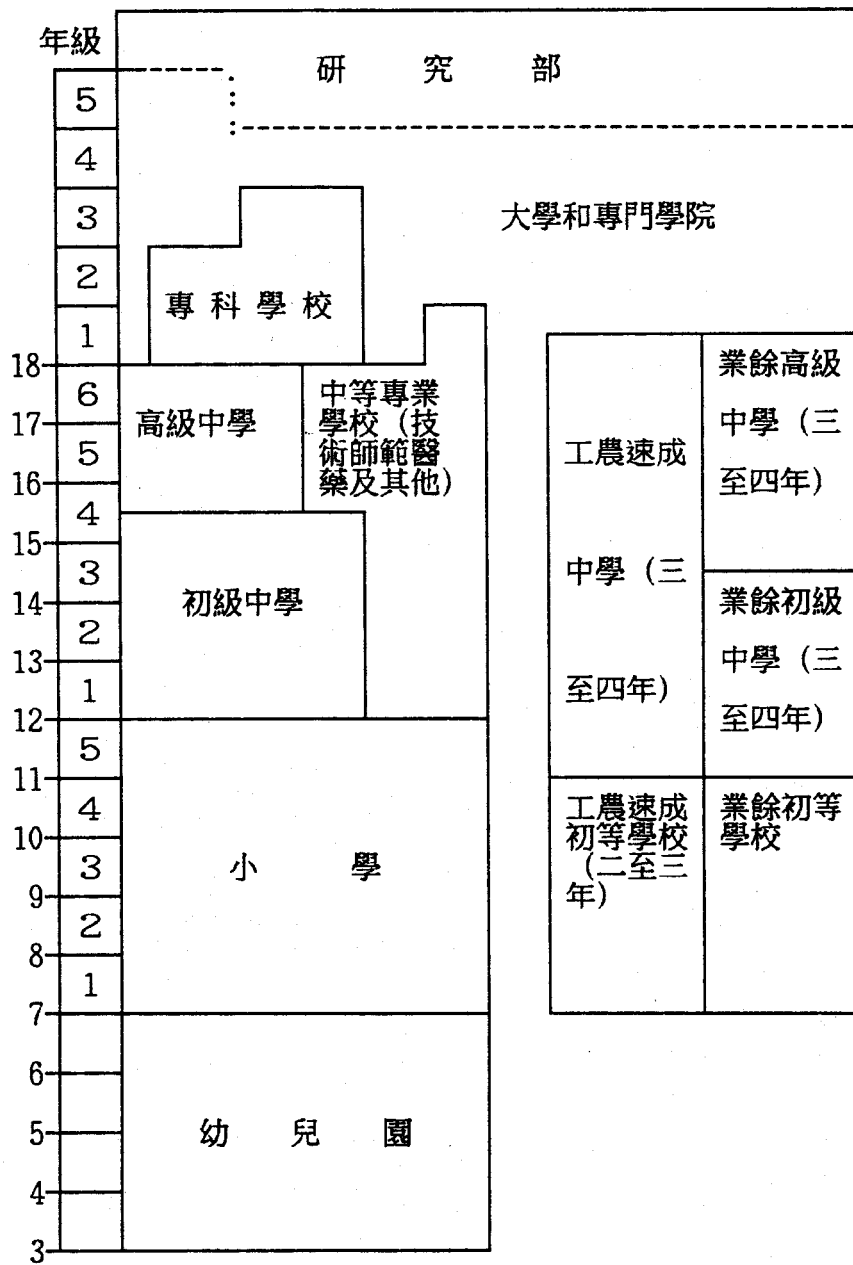 年級
研究部
5
4
3
2
1
大學和專門學院
專科學校
18
6
17
5
16
4
15
3
14
2
13
1
12
5
11
4
10
3
9
2
8
1
7
6
5
4
3
高級中學
中等專業
學校（技
術師範醫
藥及其他）
初級中學
小學
幼兒園
工農速成
中學（三
至四年）
業餘高級
中學（三
至四年）
業餘初級
中學（三
至四年）
工農速成
初等學校
（二至三
年）
業餘初等
學校